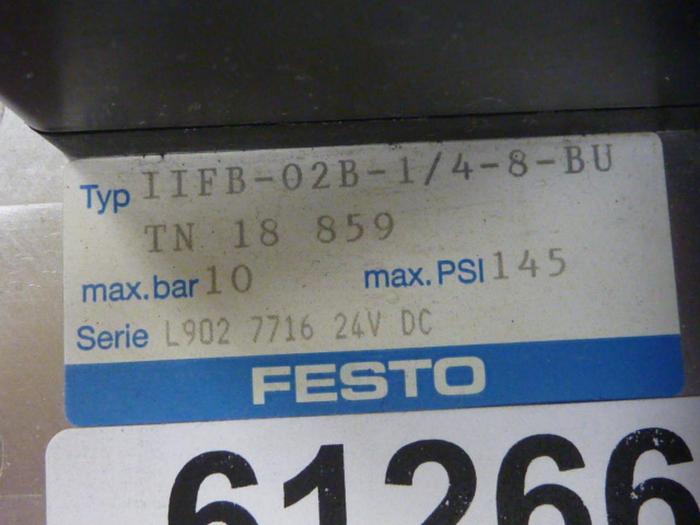 Typ IIFB-02B-1/4-8-BU
TN 18 859
max.bar 10 max.PSI 145
Serie L902 7716 24V DC
FESTO
61266